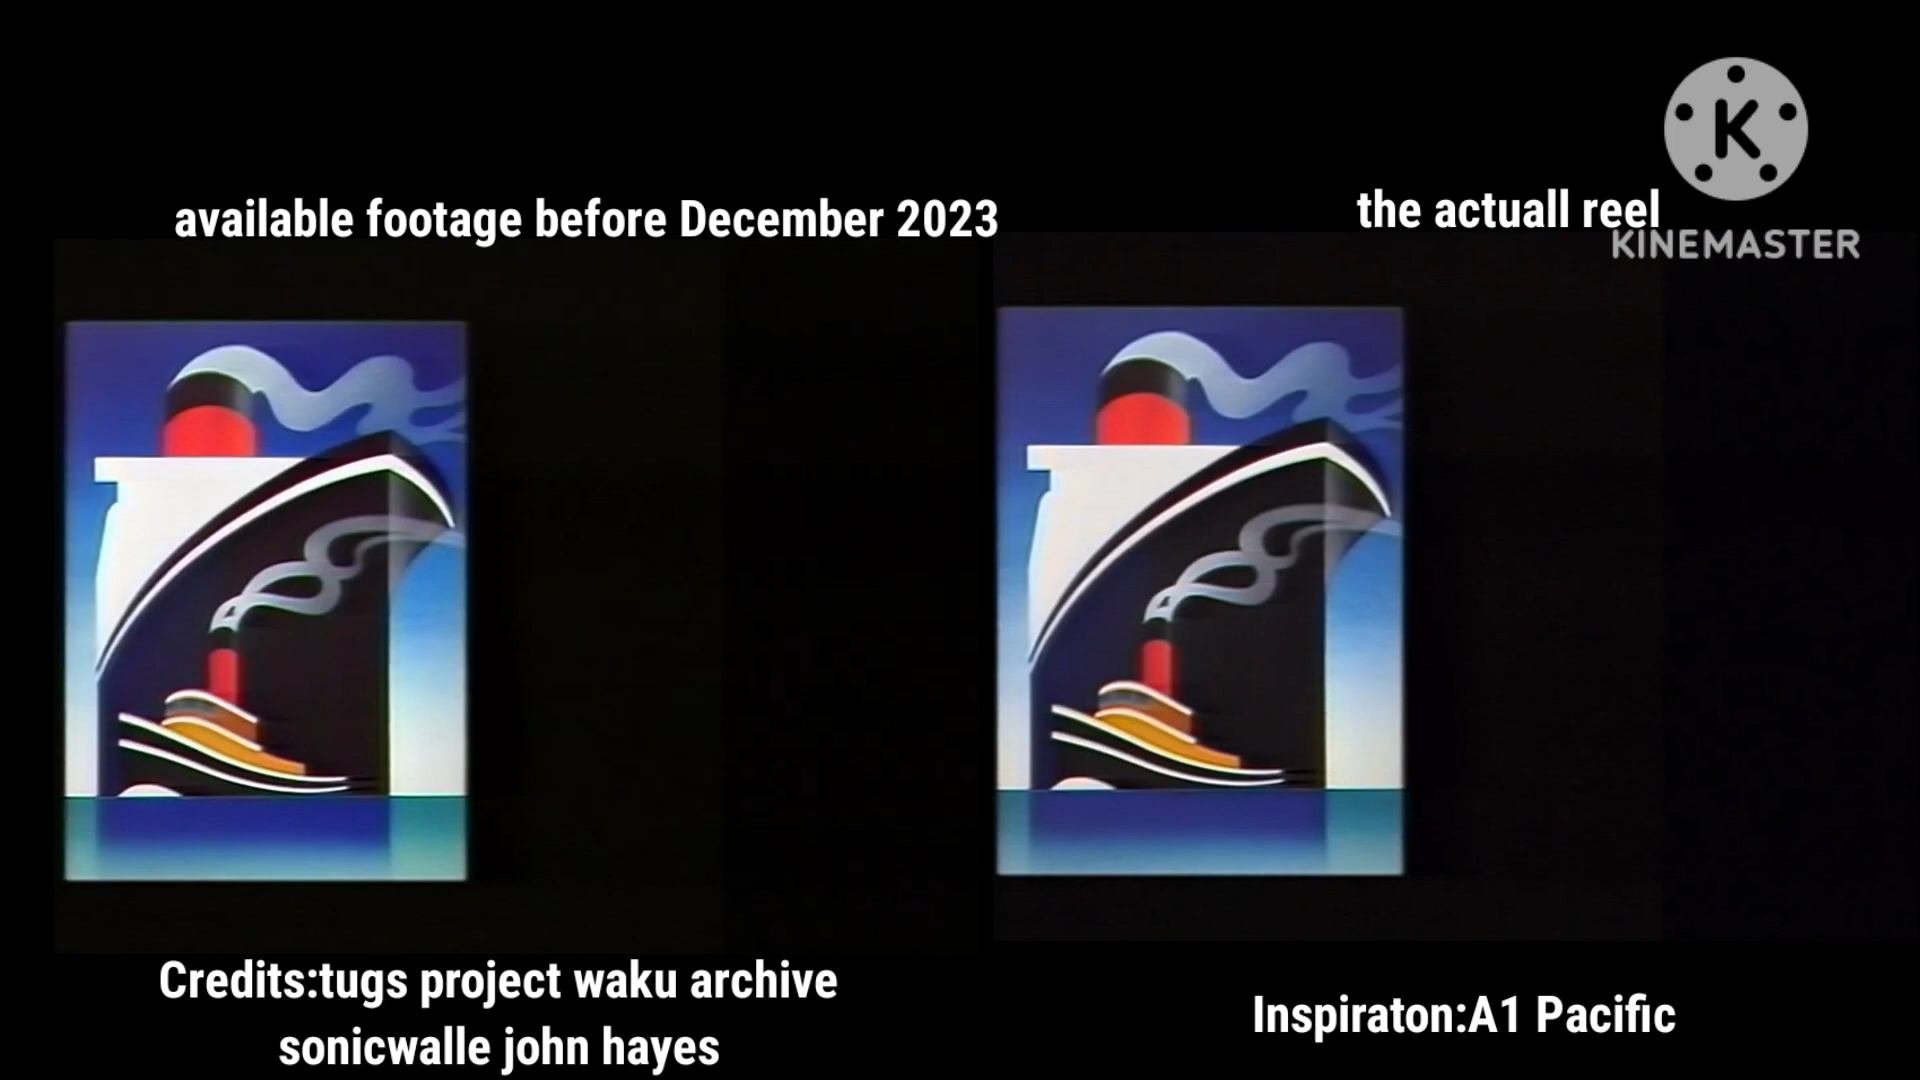 available footage before December 2023
the actuall reel
K
KINEMASTER
Credits:tugs project waku archive
sonicwalle john hayes
Inspiraton:A1 Pacific